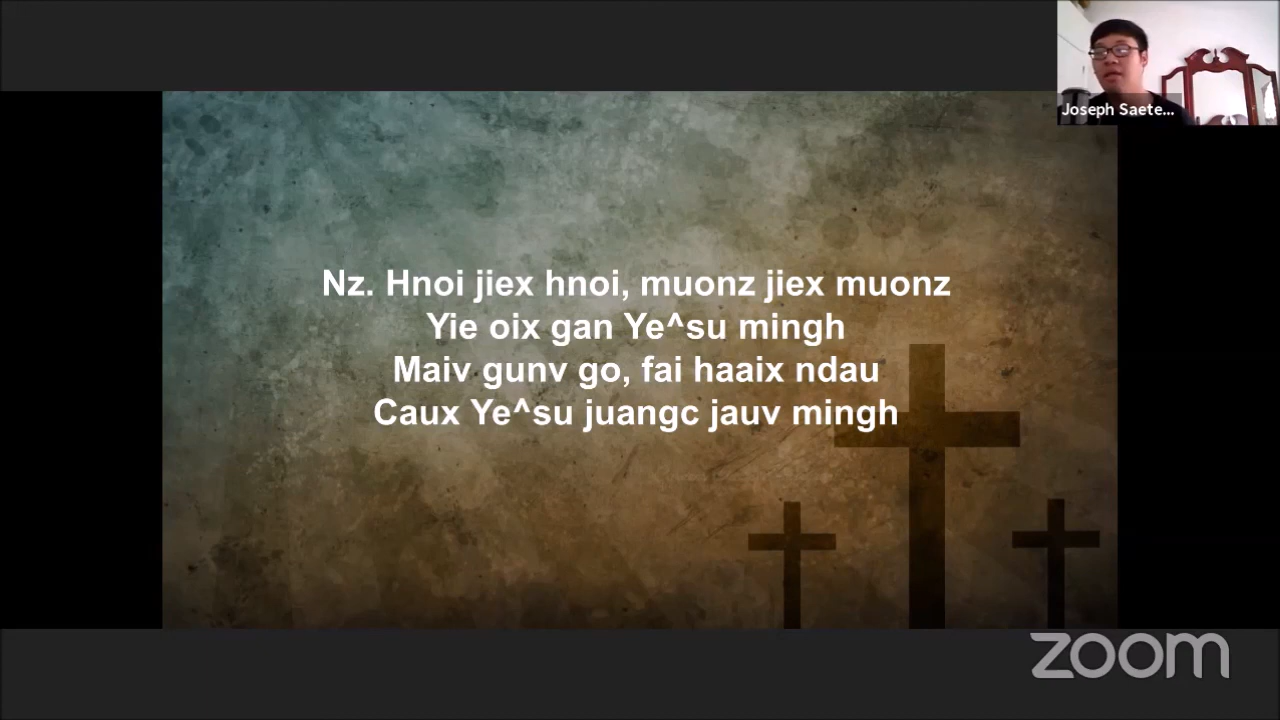 Joseph Saete...
Nz. Hnoi jiex hnoi, muonz jiex muonz
Yie oix gan Ye^su mingh
Maiv gunv go, fai haaix ndau
Caux Ye^su juangc jauv mingh
zoom